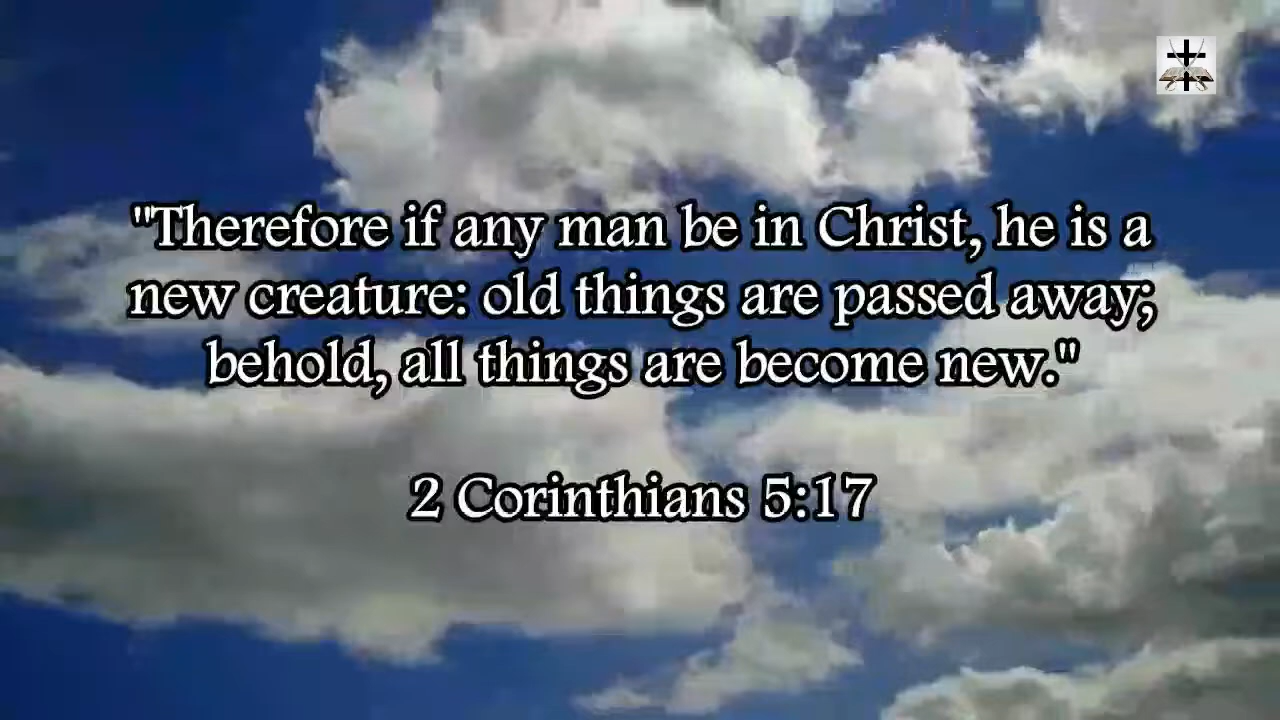 "Therefore if any man be in Christ, he is a
new creature: old things are passed away;
behold, all things are become new."
2 Corinthians 5:17